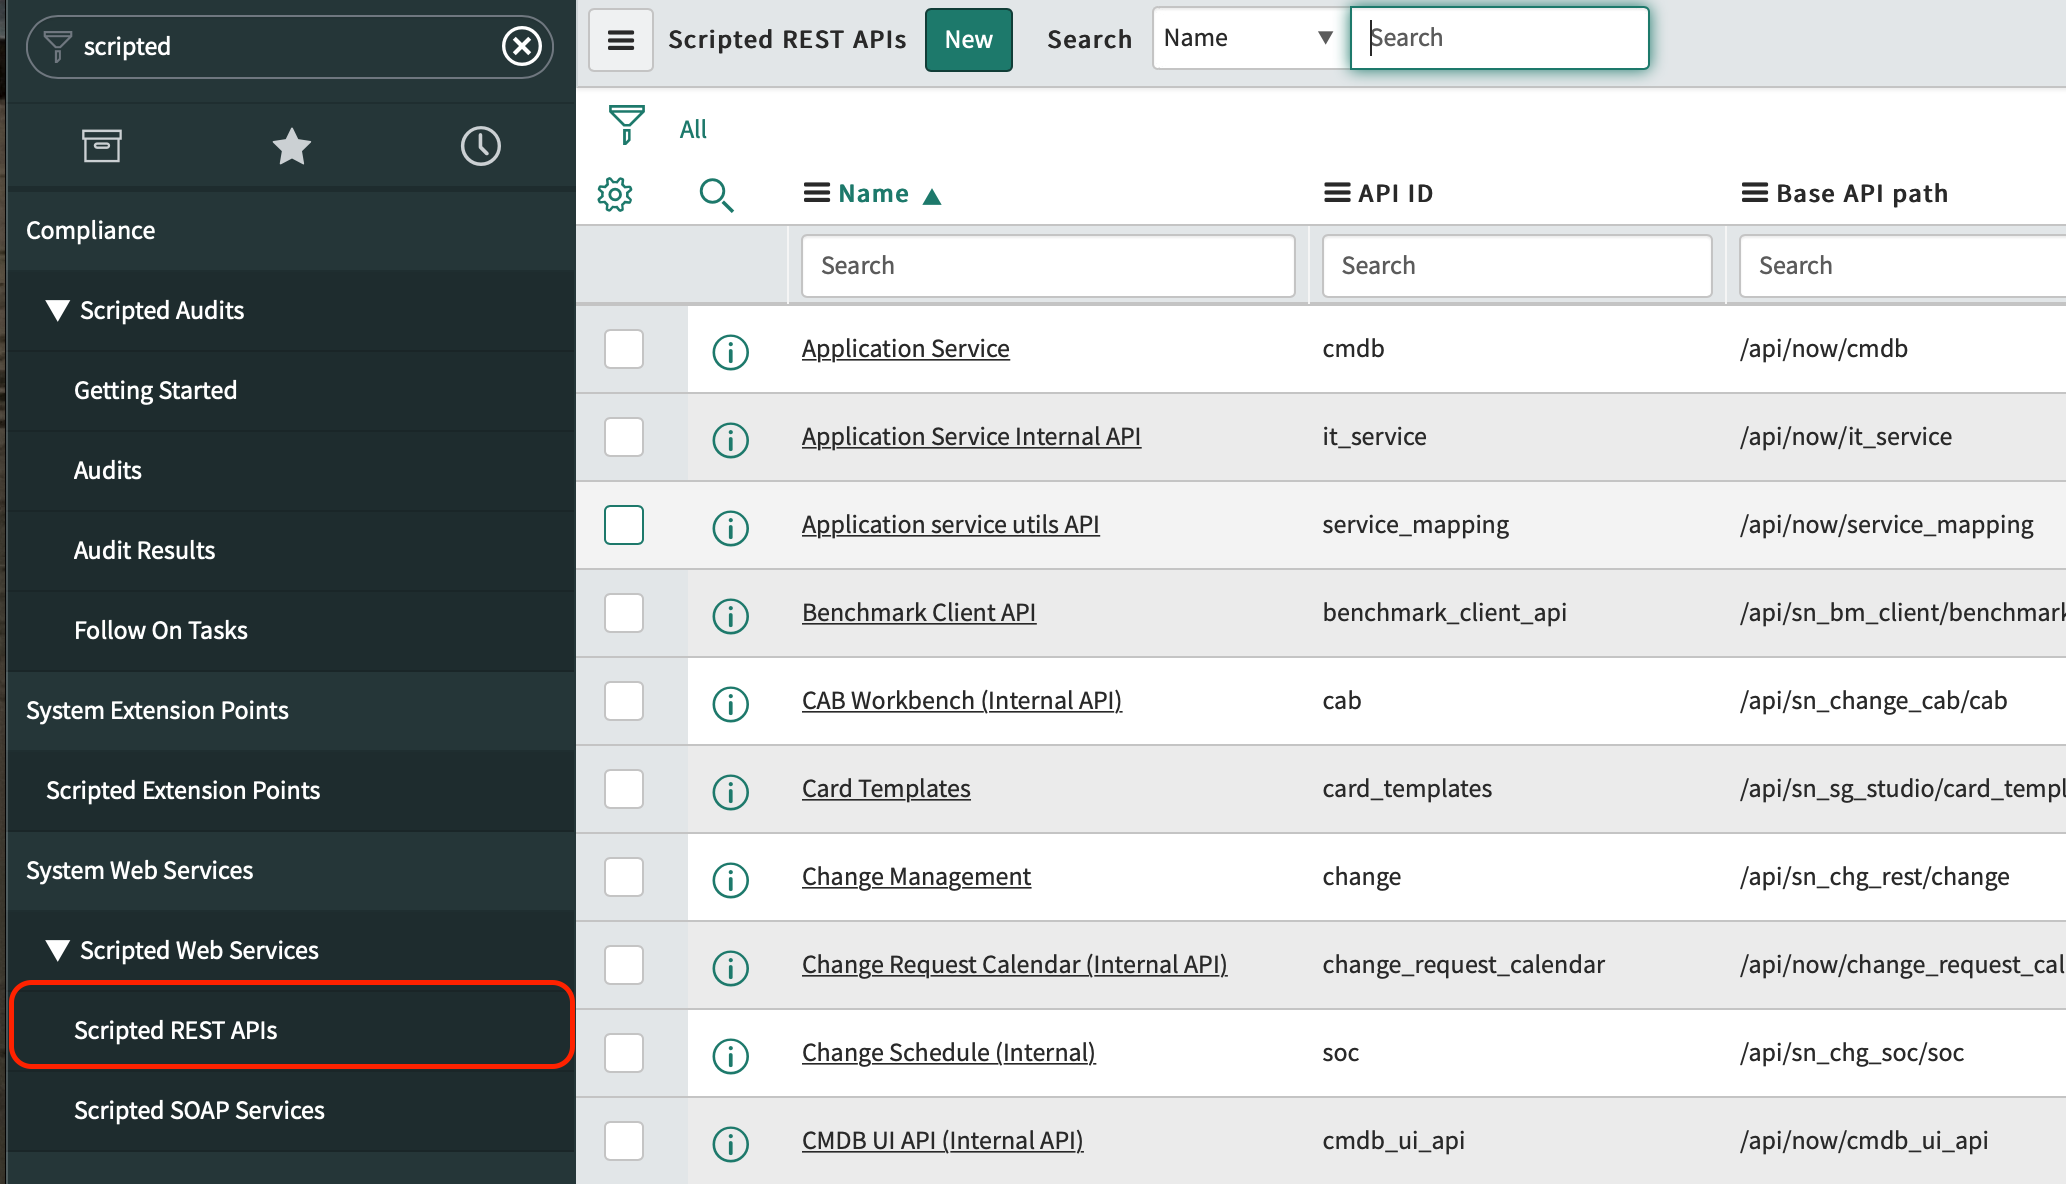 scripted
Compliance
Scripted Audits
Getting Started
Audits
Audit Results
Follow On Tasks
System Extension Points
Scripted Extension Points
System Web Services
Scripted Web Services
Scripted REST APIs
Scripted SOAP Services
Scripted REST APIs New Search Name Search
All
Name API ID Base API path
Search Search Search
Application Service cmdb /api/now/cmdb
Application Service Internal API it_service /api/now/it_service
Application service utils API service_mapping /api/now/service_mapping
Benchmark Client API benchmark_client_api /api/sn_bm_client/benchmark
CAB Workbench (Internal API) cab /api/sn_change_cab/cab
Card Templates card_templates /api/sn_sg_studio/card_templ
Change Management change /api/sn_chg_rest/change
Change Request Calendar (Internal API) change_request_calendar /api/now/change_request_cal
Change Schedule (Internal) soc /api/sn_chg_soc/soc
CMDB UI API (Internal API) cmdb_ui_api /api/now/cmdb_ui_api